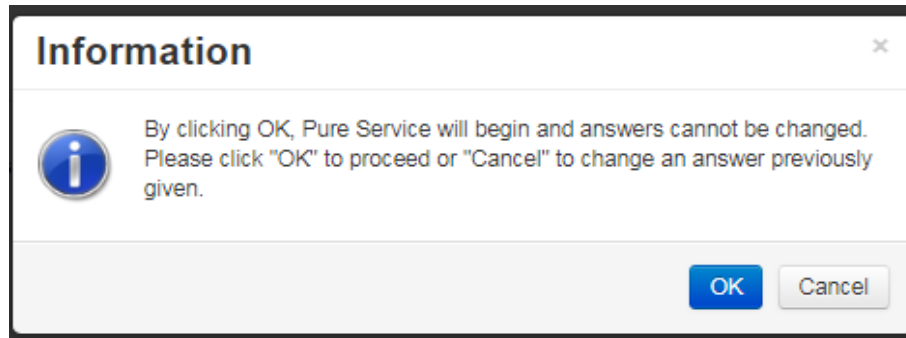 Information
×
By clicking OK, Pure Service will begin and answers cannot be changed.
Please click "OK" to proceed or "Cancel" to change an answer previously
given.
OK
Cancel